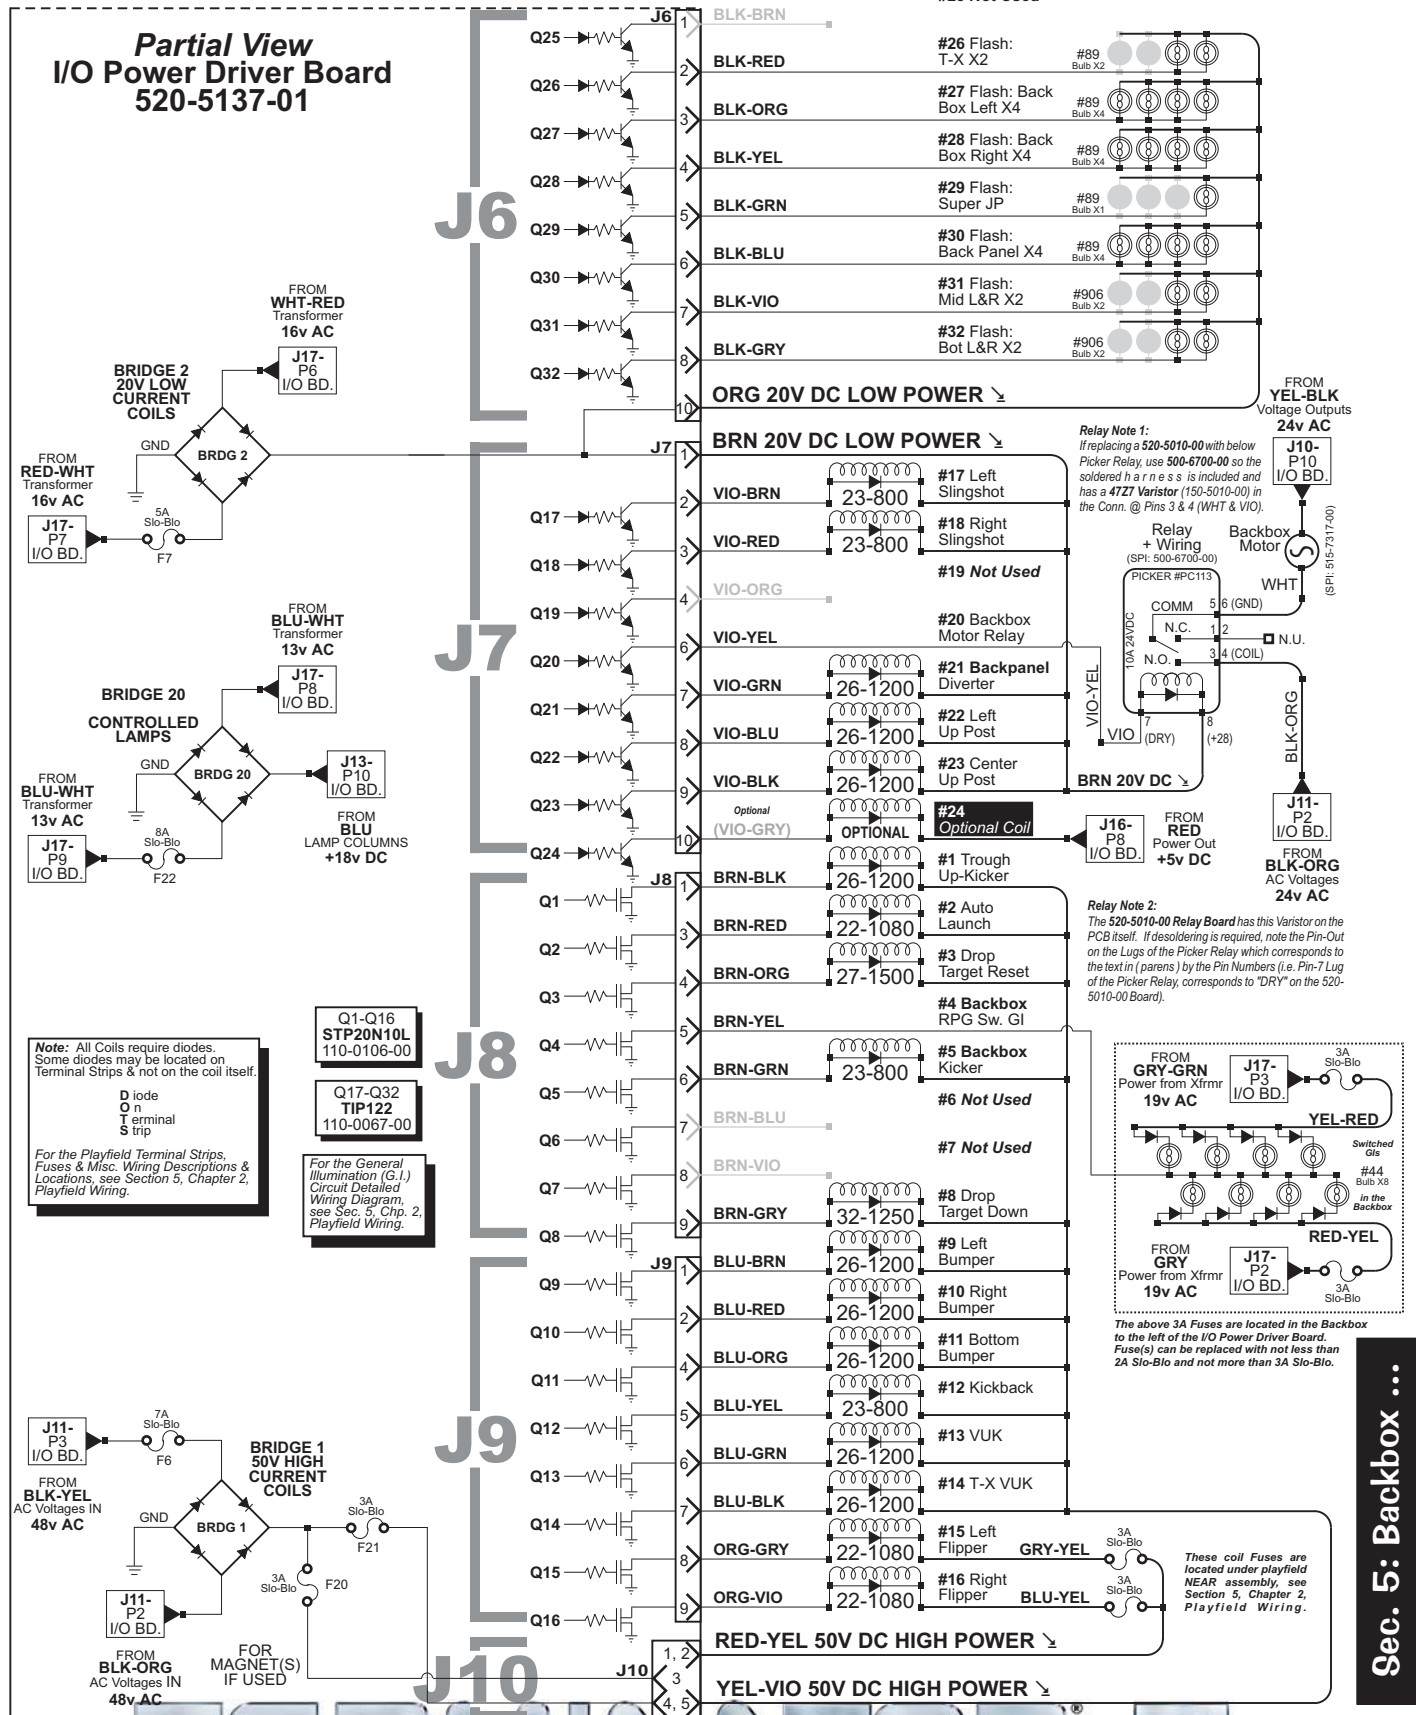 Partial View
I/O Power Driver Board
520-5137-01
J6
J7
J8
J9
J10
Q25
Q26
Q27
Q28
Q29
Q30
Q31
Q32
Q17
Q18
Q19
Q20
Q21
Q22
Q23
Q24
Q1
Q2
Q3
Q4
Q5
Q6
Q7
Q8
Q9
Q10
Q11
Q12
Q13
Q14
Q15
Q16
J6
1 BLK-BRN
2 BLK-RED
#26 Flash:
T-X X2
#89
Bulb X2
3 BLK-ORG
#27 Flash: Back
Box Left X4
#89
Bulb X4
4 BLK-YEL
#28 Flash: Back
Box Right X4
#89
Bulb X4
5 BLK-GRN
#29 Flash:
Super JP
#89
Bulb X1
6 BLK-BLU
#30 Flash:
Back Panel X4
#89
Bulb X4
7 BLK-VIO
#31 Flash:
Mid L&R X2
#906
Bulb X2
8 BLK-GRY
#32 Flash:
Bot L&R X2
#906
Bulb X2
10 ORG 20V DC LOW POWER
J7
1 BRN 20V DC LOW POWER
2 VIO-BRN 23-800
#17 Left
Slingshot
3 VIO-RED 23-800
#18 Right
Slingshot
#19 Not Used
4 VIO-ORG
6 VIO-YEL
#20 Backbox
Motor Relay
7 VIO-GRN 26-1200
#21 Backpanel
Diverter
8 VIO-BLU 26-1200
#22 Left
Up Post
9 VIO-BLK 26-1200
#23 Center
Up Post
BRN 20V DC
Optional
10 (VIO-GRY) OPTIONAL
#24
Optional Coil
J16-
P8
I/O BD.
FROM
RED
Power Out
+5v DC
J8
1 BRN-BLK 26-1200
#1 Trough
Up-Kicker
3 BRN-RED 22-1080
#2 Auto
Launch
4 BRN-ORG 27-1500
#3 Drop
Target Reset
5 BRN-YEL
#4 Backbox
RPG Sw. GI
6 BRN-GRN 23-800
#5 Backbox
Kicker
#6 Not Used
7 BRN-BLU
#7 Not Used
8 BRN-VIO
9 BRN-GRY 32-1250
#8 Drop
Target Down
J9
1 BLU-BRN 26-1200
#9 Left
Bumper
2 BLU-RED 26-1200
#10 Right
Bumper
4 BLU-ORG 26-1200
#11 Bottom
Bumper
5 BLU-YEL 23-800
#12 Kickback
6 BLU-GRN 26-1200
#13 VUK
7 BLU-BLK 26-1200
#14 T-X VUK
8 ORG-GRY 22-1080
#15 Left
Flipper
GRY-YEL
3A
Slo-Blo
9 ORG-VIO 22-1080
#16 Right
Flipper
BLU-YEL
3A
Slo-Blo
These coil Fuses are
located under playfield
NEAR assembly, see
Section 5, Chapter 2,
Playfield Wiring.
J10
1, 2 RED-YEL 50V DC HIGH POWER
3
4, 5 YEL-VIO 50V DC HIGH POWER
FROM
WHT-RED
Transformer
16v AC
J17-
P6
I/O BD.
BRIDGE 2
20V LOW
CURRENT
COILS
GND
BRDG 2
FROM
RED-WHT
Transformer
16v AC
J17-
P7
I/O BD.
5A
Slo-Blo
F7
FROM
BLU-WHT
Transformer
13v AC
J17-
P8
I/O BD.
BRIDGE 20
CONTROLLED
LAMPS
GND
BRDG 20
J13-
P10
I/O BD.
FROM
BLU
LAMP COLUMNS
+18v DC
FROM
BLU-WHT
Transformer
13v AC
J17-
P9
I/O BD.
8A
Slo-Blo
F22
Note: All Coils require diodes.
Some diodes may be located on
Terminal Strips & not on the coil itself.
D iode
O n
T erminal
S trip
For the Playfield Terminal Strips,
Fuses & Misc. Wiring Descriptions &
Locations, see Section 5, Chapter 2,
Playfield Wiring.
Q1-Q16
STP20N10L
110-0106-00
Q17-Q32
TIP122
110-0067-00
For the General
Illumination (G.I.)
Circuit Detailed
Wiring Diagram,
see Sec. 5, Chp. 2,
Playfield Wiring.
J11-
P3
I/O BD.
7A
Slo-Blo
F6
FROM
BLK-YEL
AC Voltages IN
48v AC
BRIDGE 1
50V HIGH
CURRENT
COILS
GND
BRDG 1
3A
Slo-Blo
F21
3A
Slo-Blo
F20
J11-
P2
I/O BD.
FROM
BLK-ORG
AC Voltages IN
48v AC
FOR
MAGNET(S)
IF USED
FROM
YEL-BLK
Voltage Outputs
24v AC
J10-
P10
I/O BD.
Relay Note 1:
If replacing a 520-5010-00 with below
Picker Relay, use 500-6700-00 so the
soldered harness is included and
has a 47Z7 Varistor (150-5010-00) in
the Conn. @ Pins 3 & 4 (WHT & VIO).
Relay
+ Wiring
(SPI: 500-6700-00)
Backbox
Motor
(SPI: 515-7317-00)
WHT
PICKER #PC113
10A 24VDC
COMM 5 6 (GND)
N.C. 1 2 N.U.
N.O. 3 4 (COIL)
VIO-YEL
VIO
7
(DRY)
8
(+28)
BLK-ORG
J11-
P2
I/O BD.
FROM
BLK-ORG
AC Voltages
24v AC
Relay Note 2:
The 520-5010-00 Relay Board has this Varistor on the
PCB itself. If desoldering is required, note the Pin-Out
on the Lugs of the Picker Relay which corresponds to
the text in ( parens ) by the Pin Numbers (i.e. Pin-7 Lug
of the Picker Relay, corresponds to "DRY" on the 520-
5010-00 Board).
FROM
GRY-GRN
Power from Xfrmr
19v AC
J17-
P3
I/O BD.
3A
Slo-Blo
YEL-RED
Switched
GIs
#44
Bulb X8
in the
Backbox
RED-YEL
FROM
GRY
Power from Xfrmr
19v AC
J17-
P2
I/O BD.
3A
Slo-Blo
The above 3A Fuses are located in the Backbox
to the left of the I/O Power Driver Board.
Fuse(s) can be replaced with not less than
2A Slo-Blo and not more than 3A Slo-Blo.
Sec. 5: Backbox ...